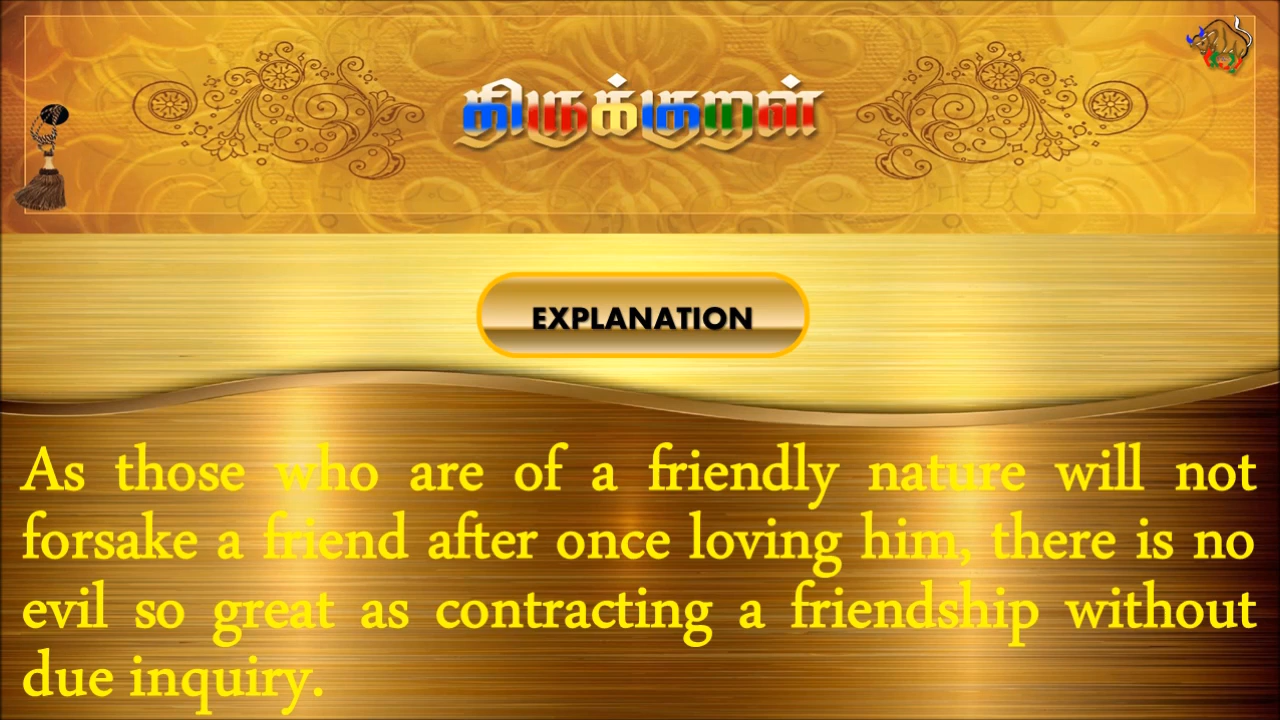 திருக்குறள்
EXPLANATION
As those who are of a friendly nature will not
forsake a friend after once loving him, there is no
evil so great as contracting a friendship without
due inquiry.